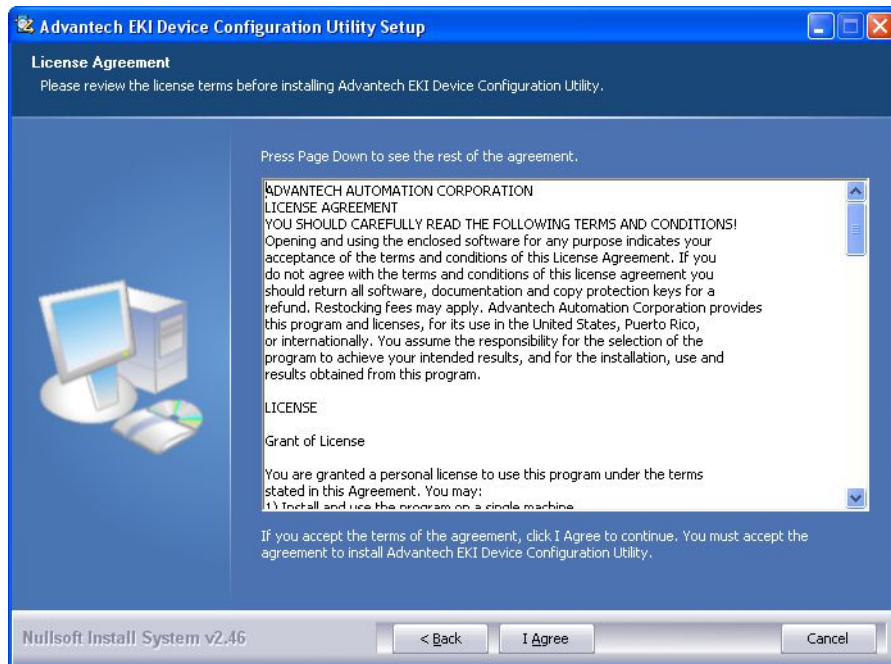 Advantech EKI Device Configuration Utility Setup
License Agreement
Please review the license terms before installing Advantech EKI Device Configuration Utility.
Press Page Down to see the rest of the agreement.
ADVANTECH AUTOMATION CORPORATION
LICENSE AGREEMENT
YOU SHOULD CAREFULLY READ THE FOLLOWING TERMS AND CONDITIONS!
Opening and using the enclosed software for any purpose indicates your
acceptance of the terms and conditions of this License Agreement. If you
do not agree with the terms and conditions of this license agreement you
should return all software, documentation and copy protection keys for a
refund. Restocking fees may apply. Advantech Automation Corporation provides
this program and licenses, for its use in the United States, Puerto Rico,
or internationally. You assume the responsibility for the selection of the
program to achieve your intended results, and for the installation, use and
results obtained from this program.
LICENSE
Grant of License
You are granted a personal license to use this program under the terms
stated in this Agreement. You may:
1) Install and use the program on a single machine
If you accept the terms of the agreement, click I Agree to continue. You must accept the
agreement to install Advantech EKI Device Configuration Utility.
Nullsoft Install System v2.46
< Back
I Agree
Cancel